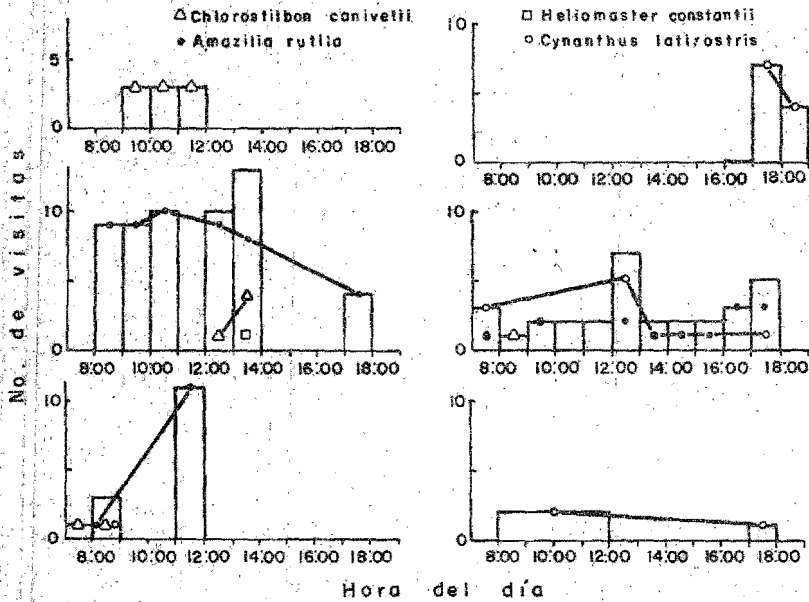 Chlorostilbon canivetii
Heliomaster constantii
Amazilia rutila
Cynanthus latirostris
5
0
8:00 10:00 12:00 14:00 16:00 18:00
10
0
8:00 10:00 12:00 14:00 16:00 18:00
10
0
8:00 10:00 12:00 14:00 16:00 18:00
10
0
8:00 10:00 12:00 14:00 16:00 18:00
10
0
8:00 10:00 12:00 14:00 16:00 18:00
10
0
8:00 10:00 12:00 14:00 16:00 18:00
No. de visitas
Hora del día